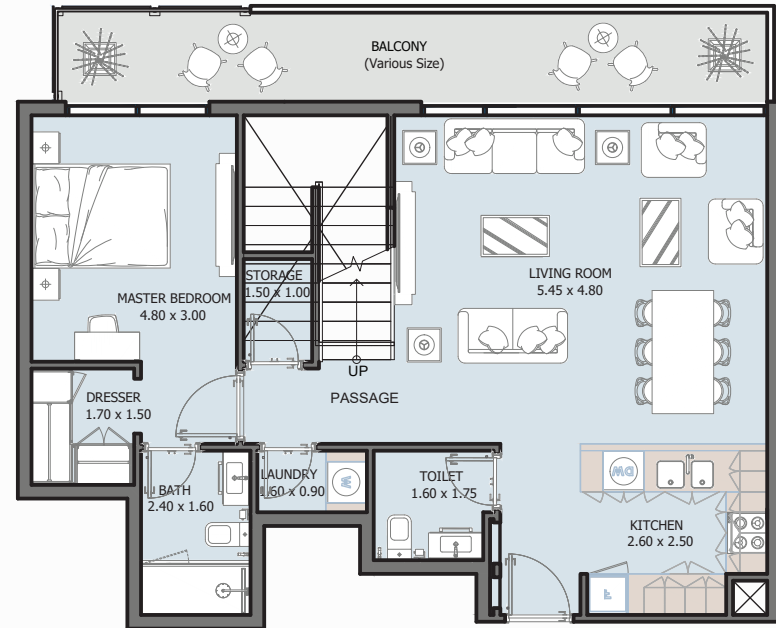 BALCONY
(Various Size)
STORAGE
1.50 x 1.00
LIVING ROOM
5.45 x 4.80
MASTER BEDROOM
4.80 x 3.00
UP
DRESSER
1.70 x 1.50
PASSAGE
LAUNDRY
.60 x 0.90
W
TOILET
1.60 x 1.75
DW
BATH
2.40 x 1.60
KITCHEN
2.60 x 2.50